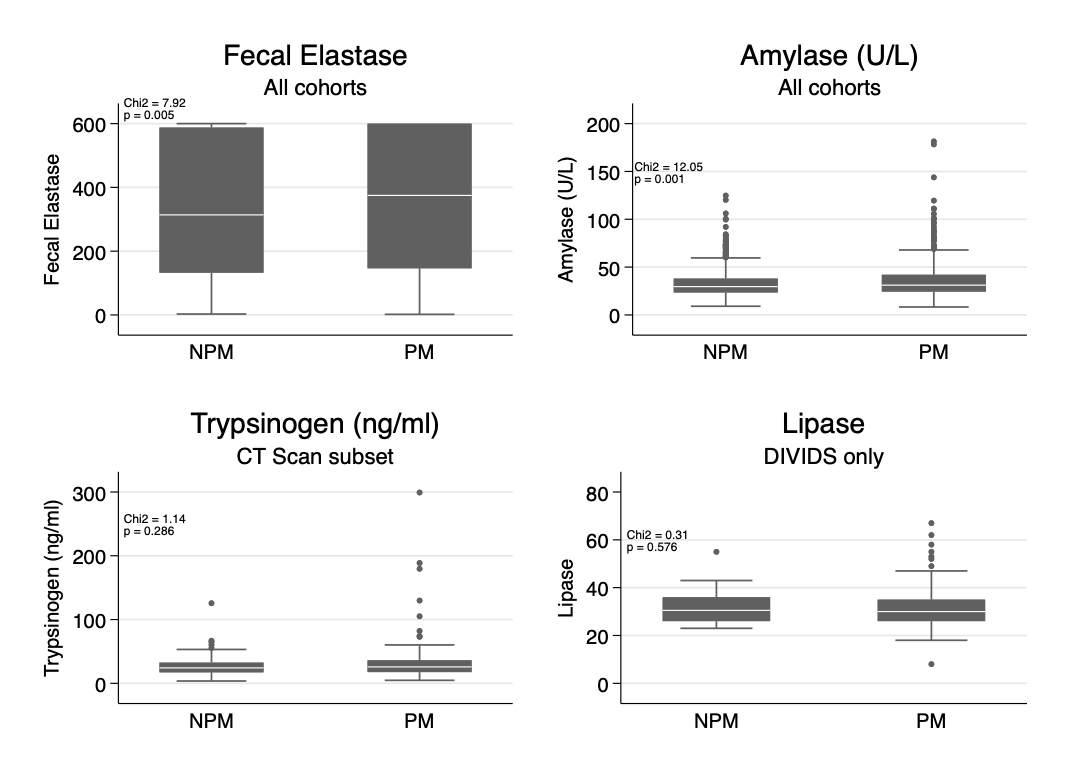 Fecal Elastase
All cohorts
Chi2 = 7.92
p = 0.005
Fecal Elastase
600
400
200
0
NPM
PM
Amylase (U/L)
All cohorts
Chi2 = 12.05
p = 0.001
Amylase (U/L)
200
150
100
50
0
NPM
PM
Trypsinogen (ng/ml)
CT Scan subset
Chi2 = 1.14
p = 0.286
Trypsinogen (ng/ml)
300
200
100
0
NPM
PM
Lipase
DIVIDS only
Chi2 = 0.31
p = 0.576
Lipase
80
60
40
20
0
NPM
PM